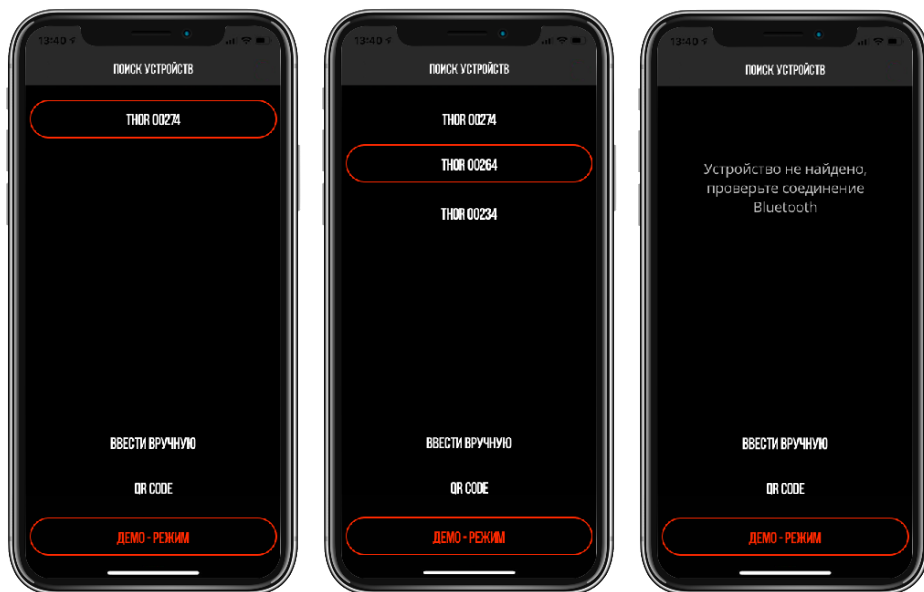 13:40
ПОИСК УСТРОЙСТВ
THOR 00274
ВВЕСТИ ВРУЧНУЮ
QR CODE
ДЕМО - РЕЖИМ
13:40
ПОИСК УСТРОЙСТВ
THOR 00274
THOR 00264
THOR 00234
ВВЕСТИ ВРУЧНУЮ
QR CODE
ДЕМО - РЕЖИМ
13:40
ПОИСК УСТРОЙСТВ
Устройство не найдено,
проверьте соединение
Bluetooth
ВВЕСТИ ВРУЧНУЮ
QR CODE
ДЕМО - РЕЖИМ